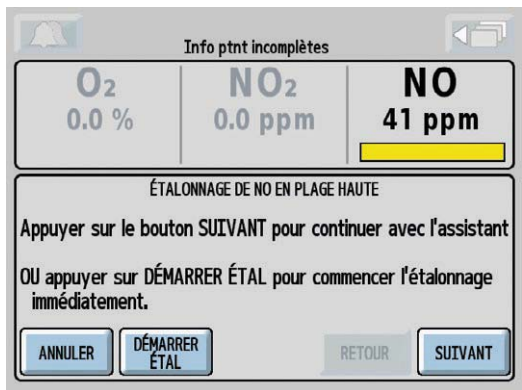 Info ptnt incomplètes
O2 NO2 NO
0.0 % 0.0 ppm 41 ppm
ÉTALONNAGE DE NO EN PLAGE HAUTE
Appuyer sur le bouton SUIVANT pour continuer avec l'assistant
OU appuyer sur DÉMARRER ÉTAL pour commencer l'étalonnage
immédiatement.
ANNULER DÉMARRER ÉTAL RETOUR SUIVANT